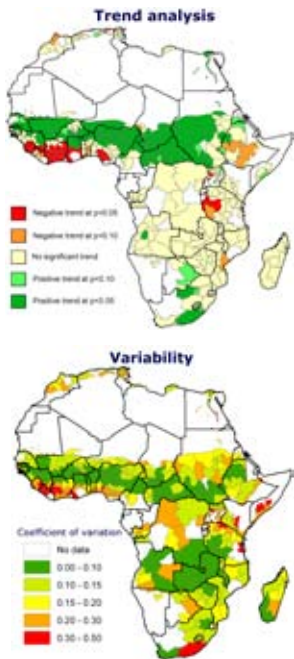 Trend analysis
Negative trend at p<0.05
Negative trend at p<0.10
No significant trend
Positive trend at p<0.10
Positive trend at p<0.05
Variability
Coefficient of variation
No data
0.00 - 0.10
0.10 - 0.15
0.15 - 0.20
0.20 - 0.30
0.30 - 0.50